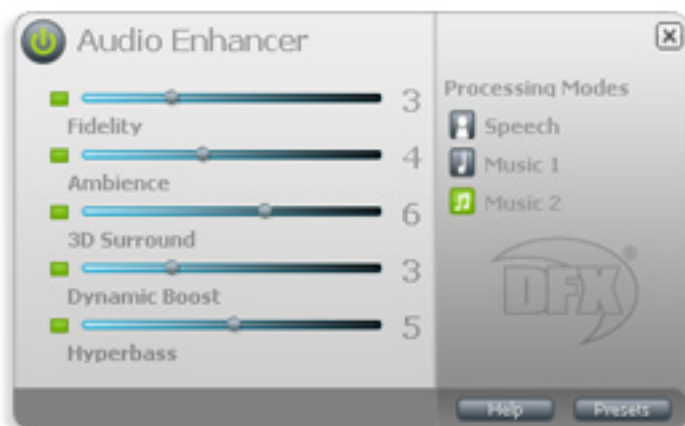 Audio Enhancer
3
Fidelity
4
Ambience
6
3D Surround
3
Dynamic Boost
5
Hyperbass
Processing Modes
Speech
Music 1
Music 2
DFX®
Help
Presets